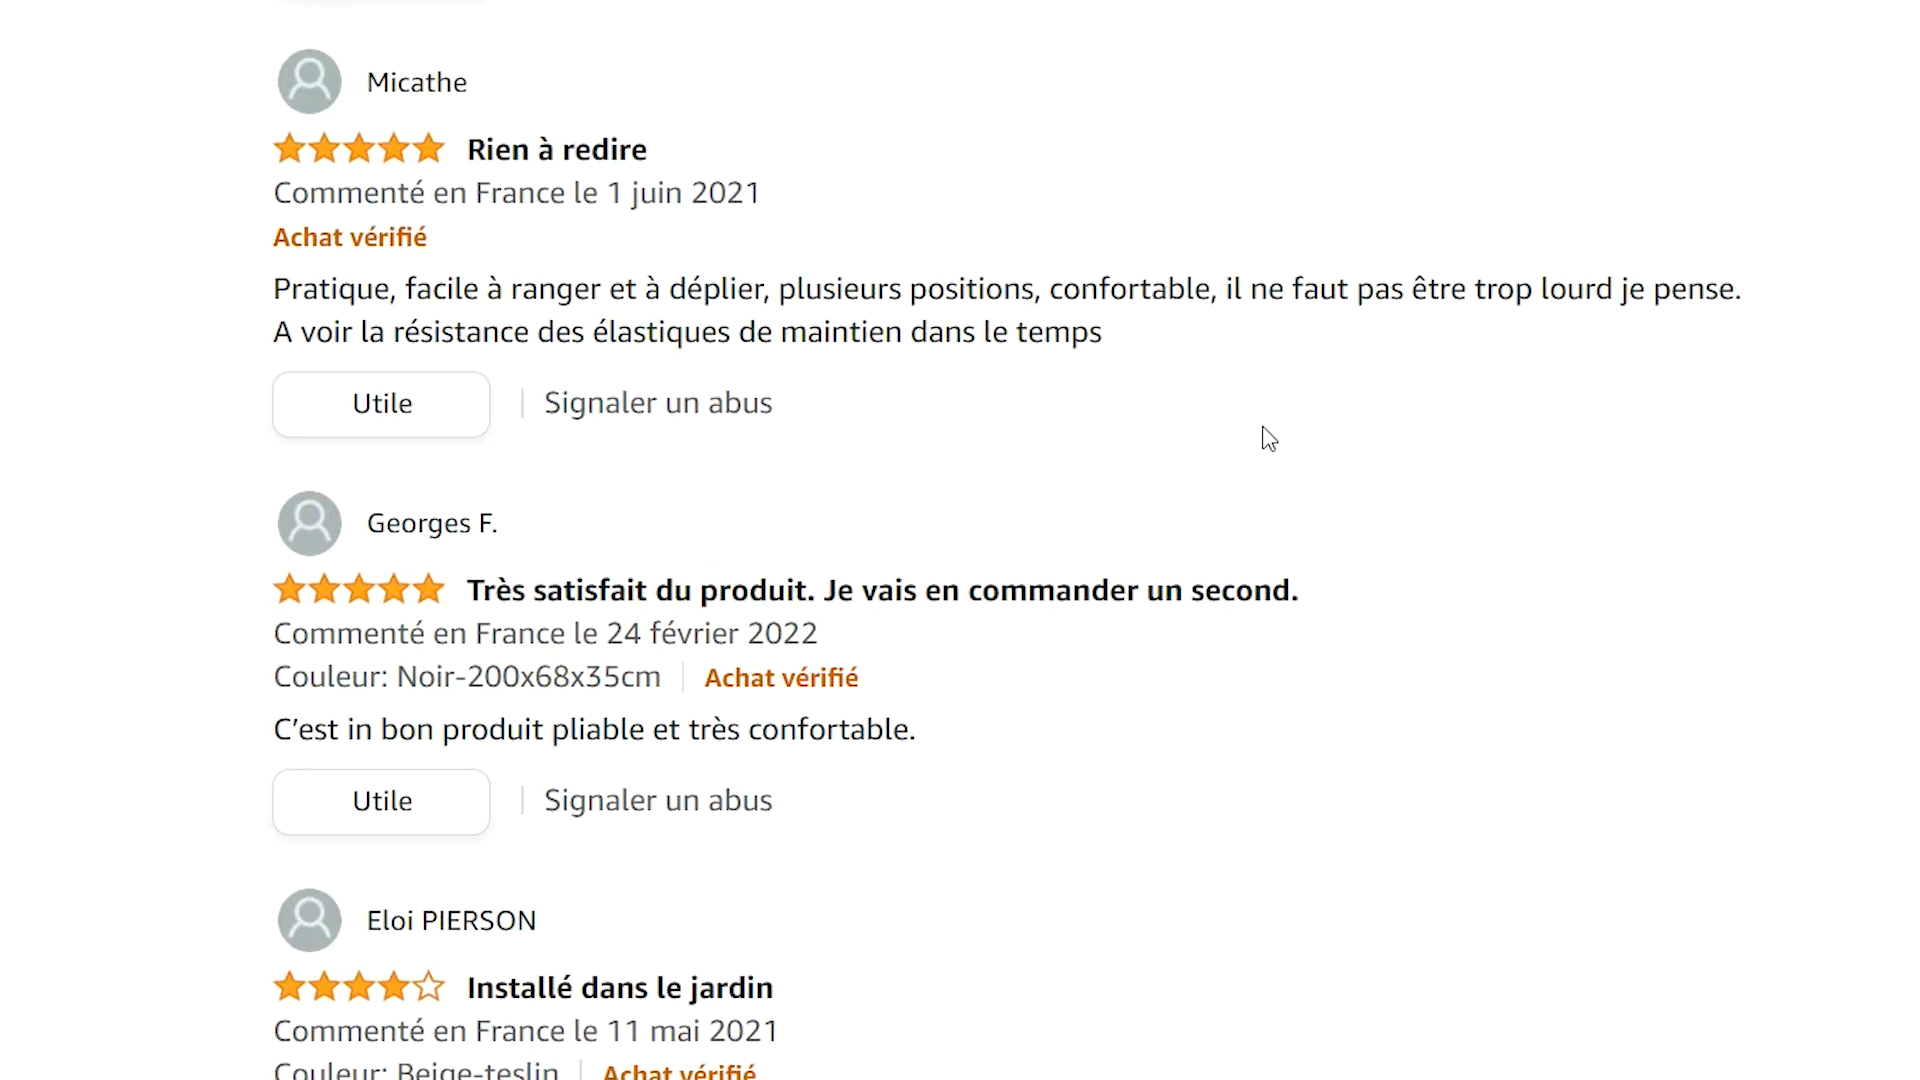 Micathe
Rien à redire
Commenté en France le 1 juin 2021
Achat vérifié
Pratique, facile à ranger et à déplier, plusieurs positions, confortable, il ne faut pas être trop lourd je pense.
A voir la résistance des élastiques de maintien dans le temps
Utile | Signaler un abus
Georges F.
Très satisfait du produit. Je vais en commander un second.
Commenté en France le 24 février 2022
Couleur: Noir-200x68x35cm | Achat vérifié
C’est in bon produit pliable et très confortable.
Utile | Signaler un abus
Eloi PIERSON
Installé dans le jardin
Commenté en France le 11 mai 2021
Couleur: Beige-teslin | Achat vérifié